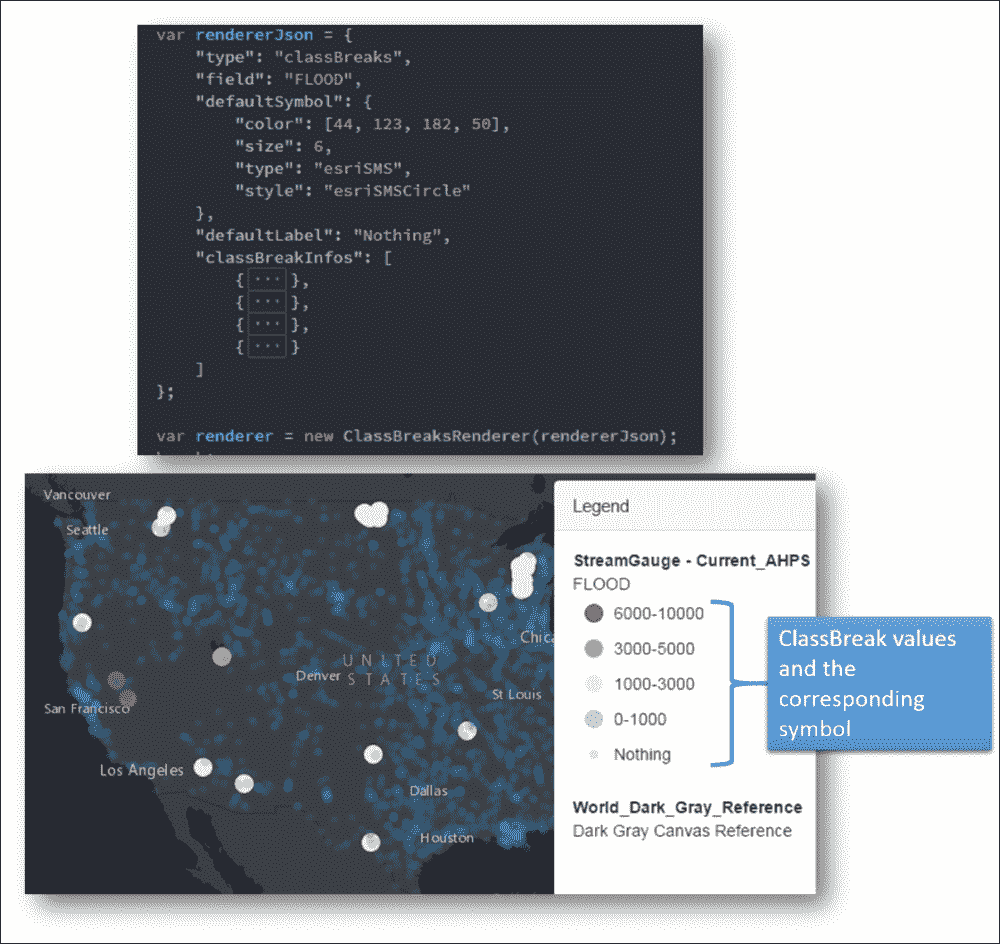 var rendererJson = {
"type": "classBreaks",
"field": "FLOOD",
"defaultSymbol": {
"color": [44, 123, 182, 50],
"size": 6,
"type": "esriSMS",
"style": "esriSMSCircle"
},
"defaultLabel": "Nothing",
"classBreakInfos": [
{ ... },
{ ... },
{ ... },
{ ... }
]
};
var renderer = new ClassBreaksRenderer(rendererJson);
Vancouver
Seattle
Chica
UNITED
STATES
Denver
St Louis
San Francisco
Los Angeles
Dallas
Houston
Legend
StreamGauge - Current_AHPS
FLOOD
6000-10000
3000-5000
1000-3000
0-1000
Nothing
World_Dark_Gray_Reference
Dark Gray Canvas Reference
ClassBreak values
and the
corresponding
symbol